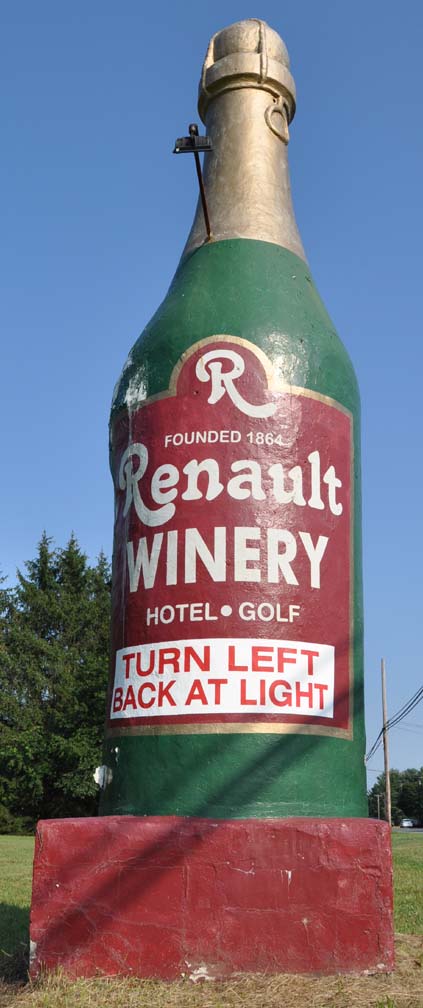 R
FOUNDED 1864
Renault
WINERY
HOTEL • GOLF
TURN LEFT
BACK AT LIGHT